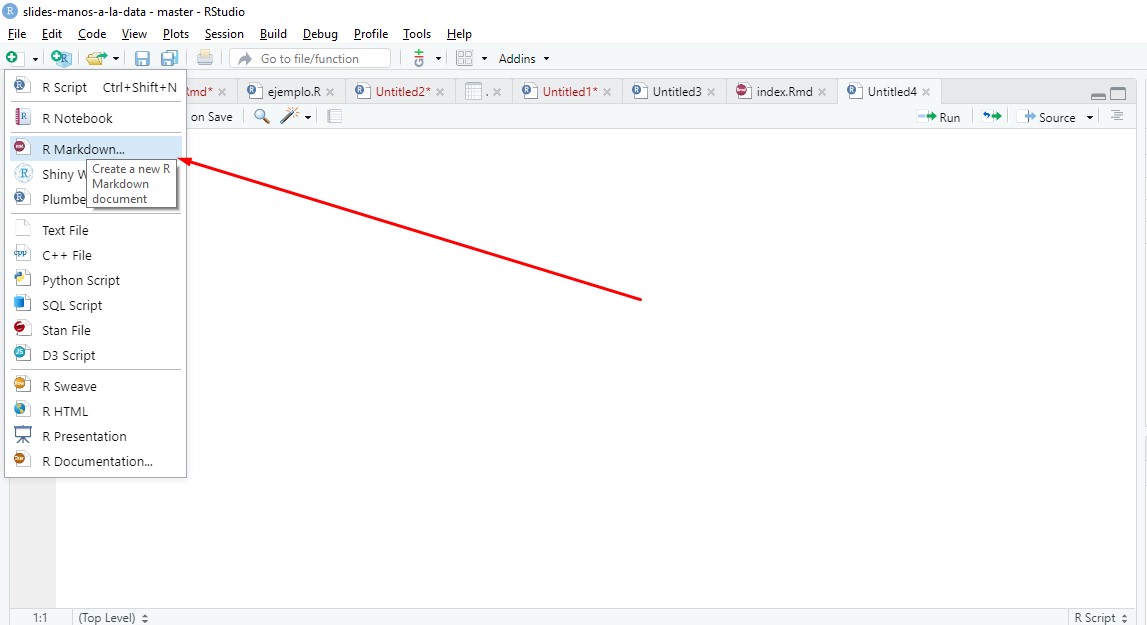 slides-manos-a-la-data - master - RStudio
File Edit Code View Plots Session Build Debug Profile Tools Help
Go to file/function Addins
R Script Ctrl+Shift+N
Rmd* ejemplo.R Untitled2* . Untitled1* Untitled3 index.Rmd Untitled4
R Notebook
on Save Run Source
R Markdown...
Create a new R
Markdown
document
Shiny W
Plumbe
Text File
C++ File
Python Script
SQL Script
Stan File
D3 Script
R Sweave
R HTML
R Presentation
R Documentation...
1:1 (Top Level) R Script